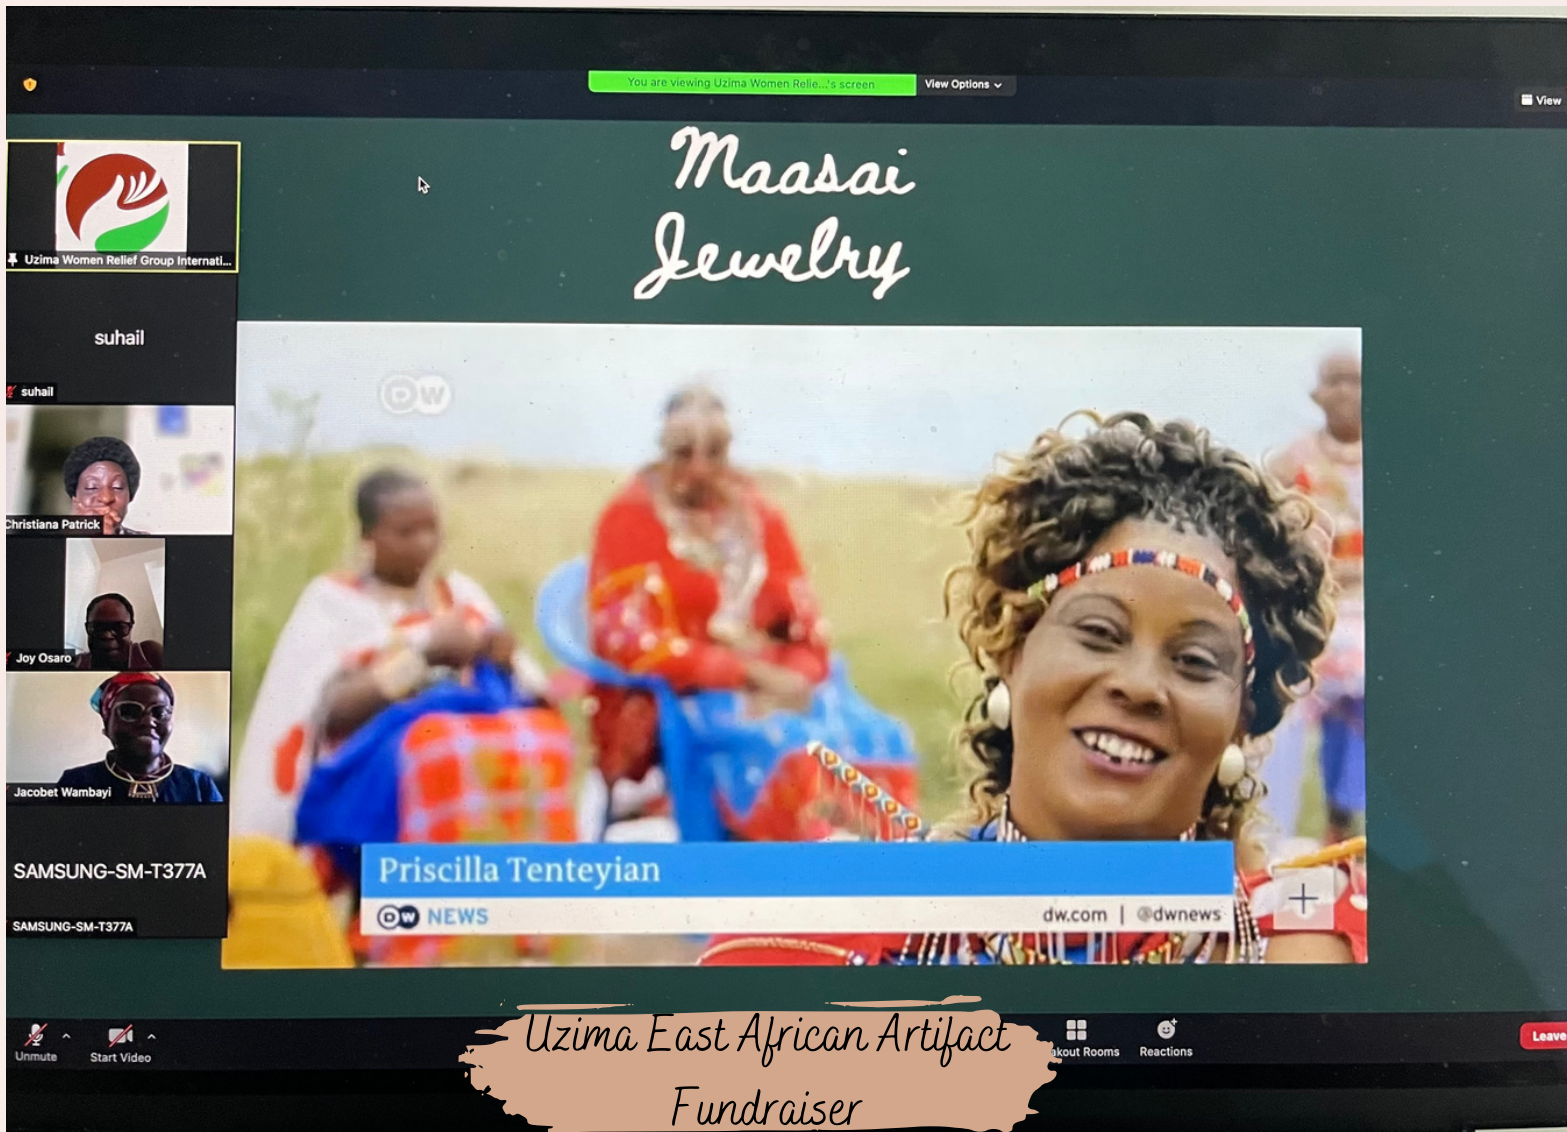 You are viewing Uzima Women Relie...'s screen
View Options
View
Maasai
Jewelry
Uzima Women Relief Group Internati...
suhail
suhail
Christiana Patrick
Joy Osaro
Jacobet Wambayi
SAMSUNG-SM-T377A
SAMSUNG-SM-T377A
DW
Priscilla Tenteyian
DW NEWS
dw.com | @dwnews
Unmute
Start Video
akout Rooms
Reactions
Leave
Uzima East African Artifact
Fundraiser